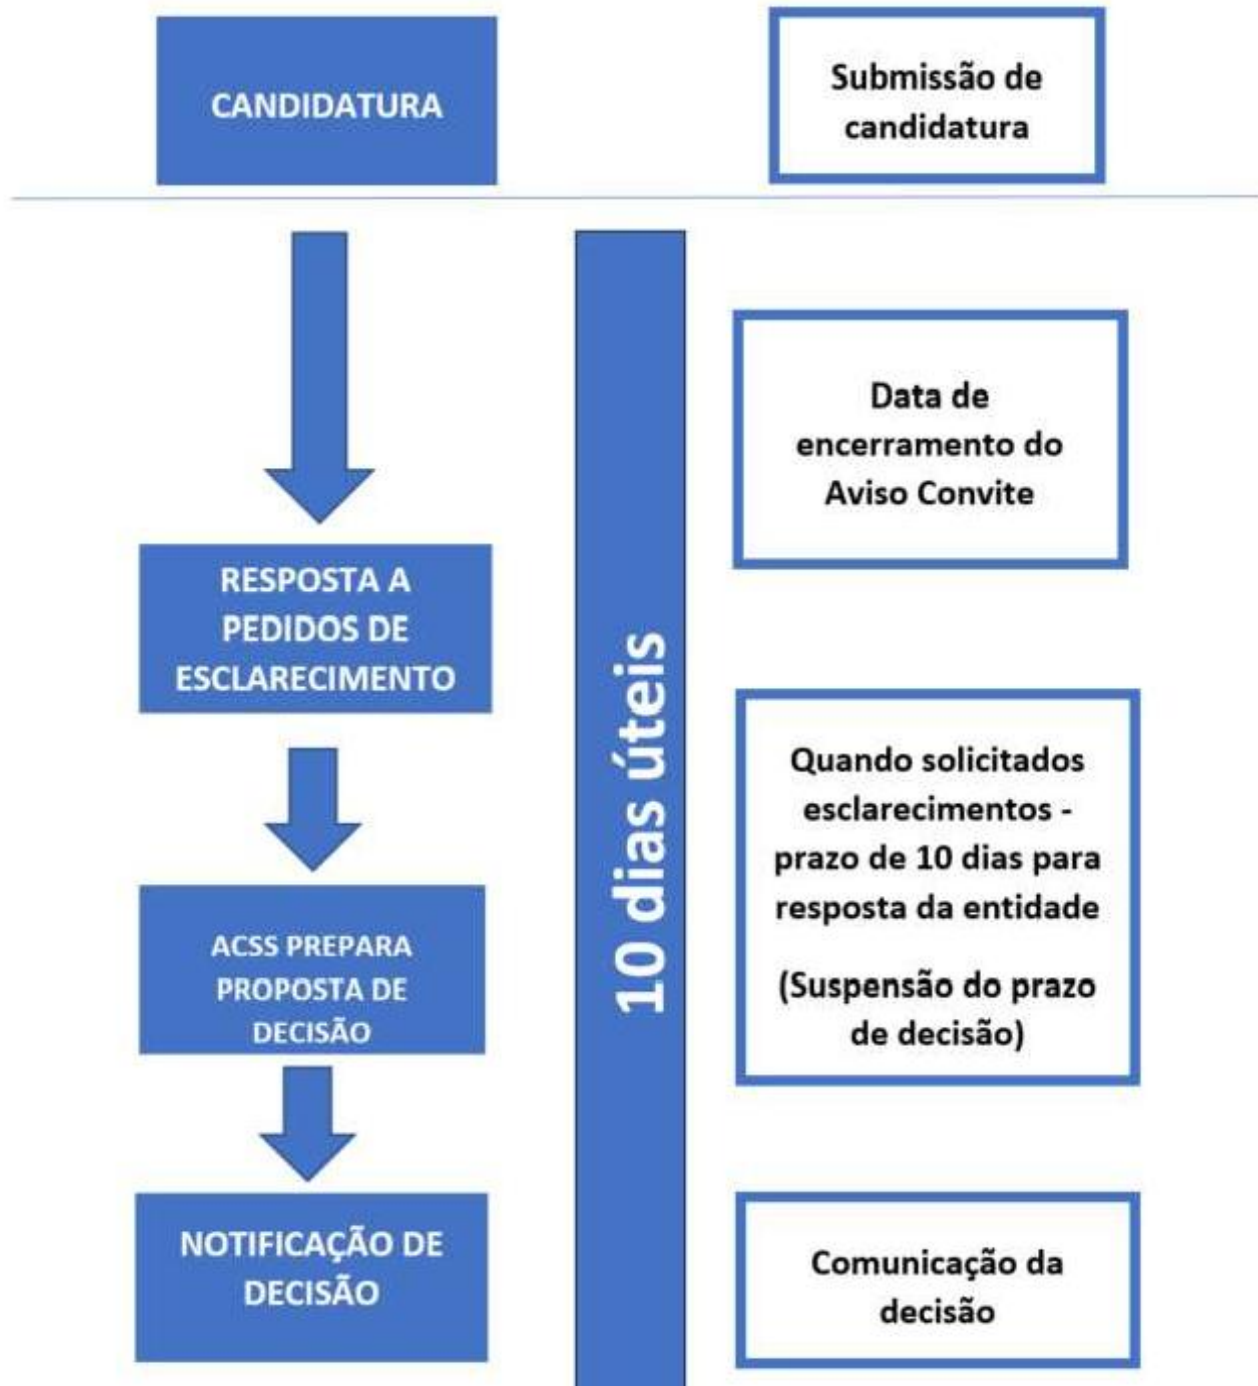 CANDIDATURA
Submissão de
candidatura
Data de
encerramento do
Aviso Convite
RESPOSTA A
PEDIDOS DE
ESCLARECIMENTO
10 dias úteis
Quando solicitados
esclarecimentos -
prazo de 10 dias para
resposta da entidade
(Suspensão do prazo
de decisão)
ACSS PREPARA
PROPOSTA DE
DECISÃO
NOTIFICAÇÃO DE
DECISÃO
Comunicação da
decisão